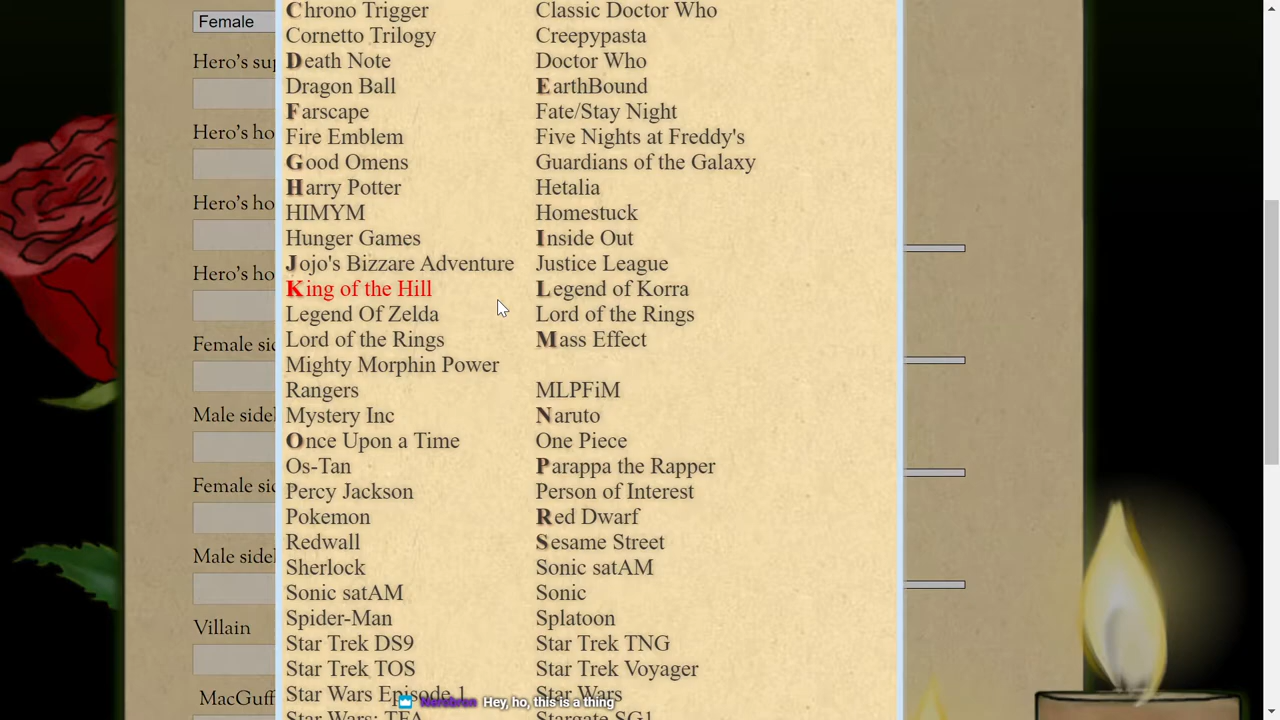 Female
Hero's sup
Hero's ho
Hero's ho
Hero's ho
Female sid
Male sidel
Female sid
Male sidel
Villain
MacGuff
Chrono Trigger Classic Doctor Who
Cornetto Trilogy Creepypasta
Death Note Doctor Who
Dragon Ball EarthBound
Farscape Fate/Stay Night
Fire Emblem Five Nights at Freddy's
Good Omens Guardians of the Galaxy
Harry Potter Hetalia
HIMYM Homestuck
Hunger Games Inside Out
Jojo's Bizzare Adventure Justice League
King of the Hill Legend of Korra
Legend Of Zelda Lord of the Rings
Lord of the Rings Mass Effect
Mighty Morphin Power
Rangers MLPFiM
Mystery Inc Naruto
Once Upon a Time One Piece
Os-Tan Parappa the Rapper
Percy Jackson Person of Interest
Pokemon Red Dwarf
Redwall Sesame Street
Sherlock Sonic satAM
Sonic satAM Sonic
Spider-Man Splatoon
Star Trek DS9 Star Trek TNG
Star Trek TOS Star Trek Voyager
Star Wars Episode 1 Star Wars
Star Wars: TFA Stargate SG1
Hey, ho, this is a thing